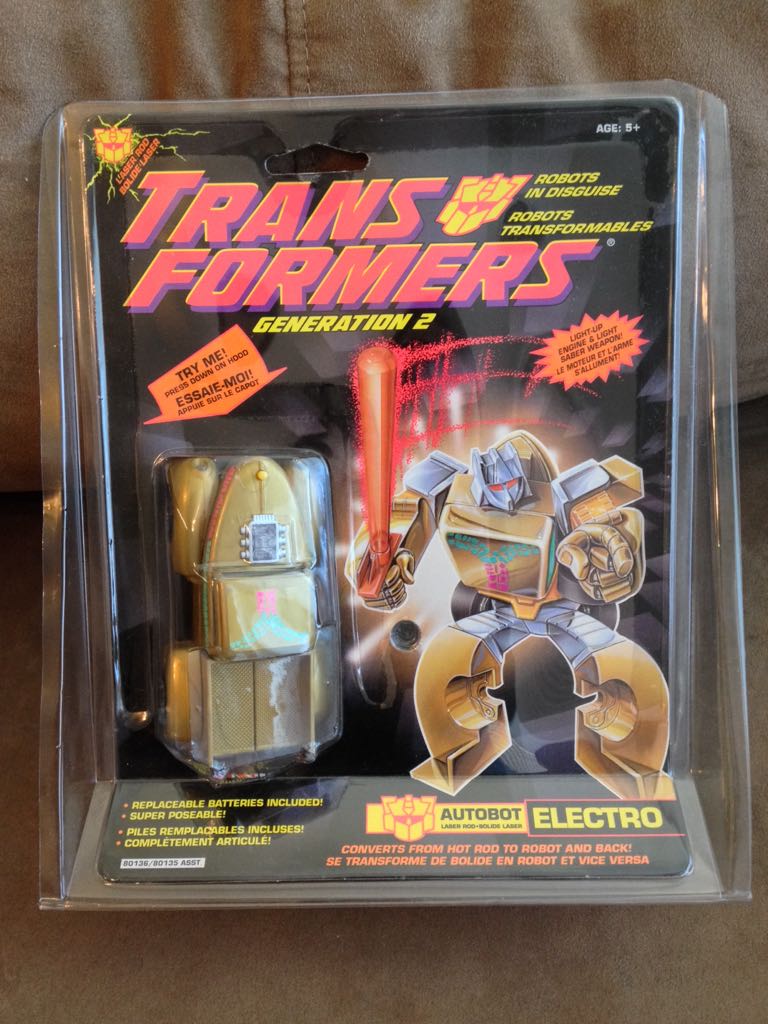 LASER ROD
BOLIDE LASER
AGE: 5+
TRANS
FORMERS®
ROBOTS
IN DISGUISE
ROBOTS
TRANSFORMABLES
GENERATION 2
TRY ME!
PRESS DOWN ON HOOD
ESSAIE-MOI!
APPUIE SUR LE CAPOT
LIGHT-UP
ENGINE & LIGHT
SABER WEAPON!
LE MOTEUR ET L'ARME
S'ALLUMENT!
• REPLACEABLE BATTERIES INCLUDED!
• SUPER POSEABLE!
• PILES REMPLACABLES INCLUSES!
• COMPLÈTEMENT ARTICULÉ!
80136/80135 ASST.
AUTOBOT
LASER ROD•BOLIDE LASER
ELECTRO
CONVERTS FROM HOT ROD TO ROBOT AND BACK!
SE TRANSFORME DE BOLIDE EN ROBOT ET VICE VERSA